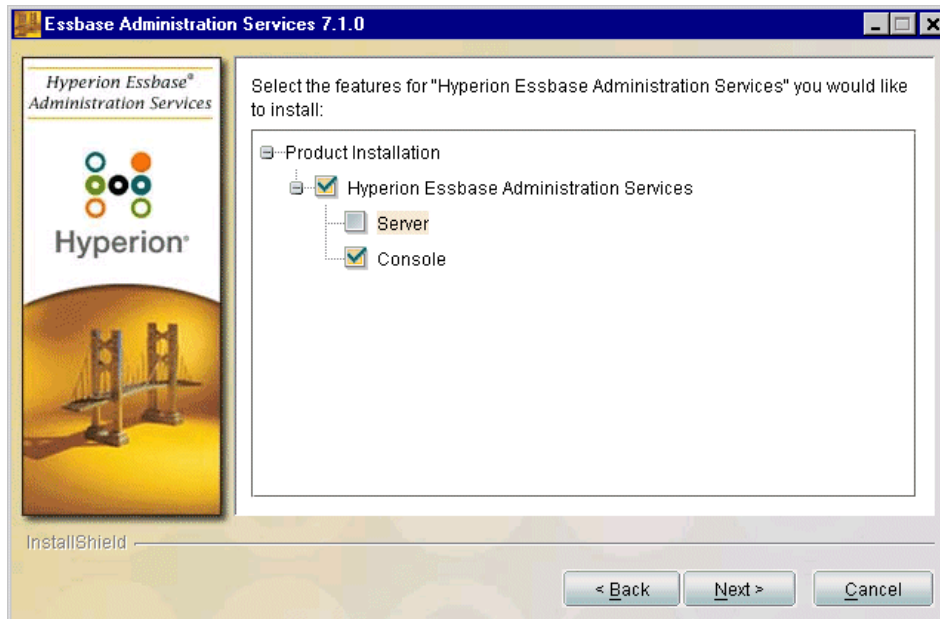 Essbase Administration Services 7.1.0
Hyperion Essbase®
Administration Services
Hyperion®
Select the features for "Hyperion Essbase Administration Services" you would like
to install:
Product Installation
Hyperion Essbase Administration Services
Server
Console
InstallShield
< Back
Next >
Cancel